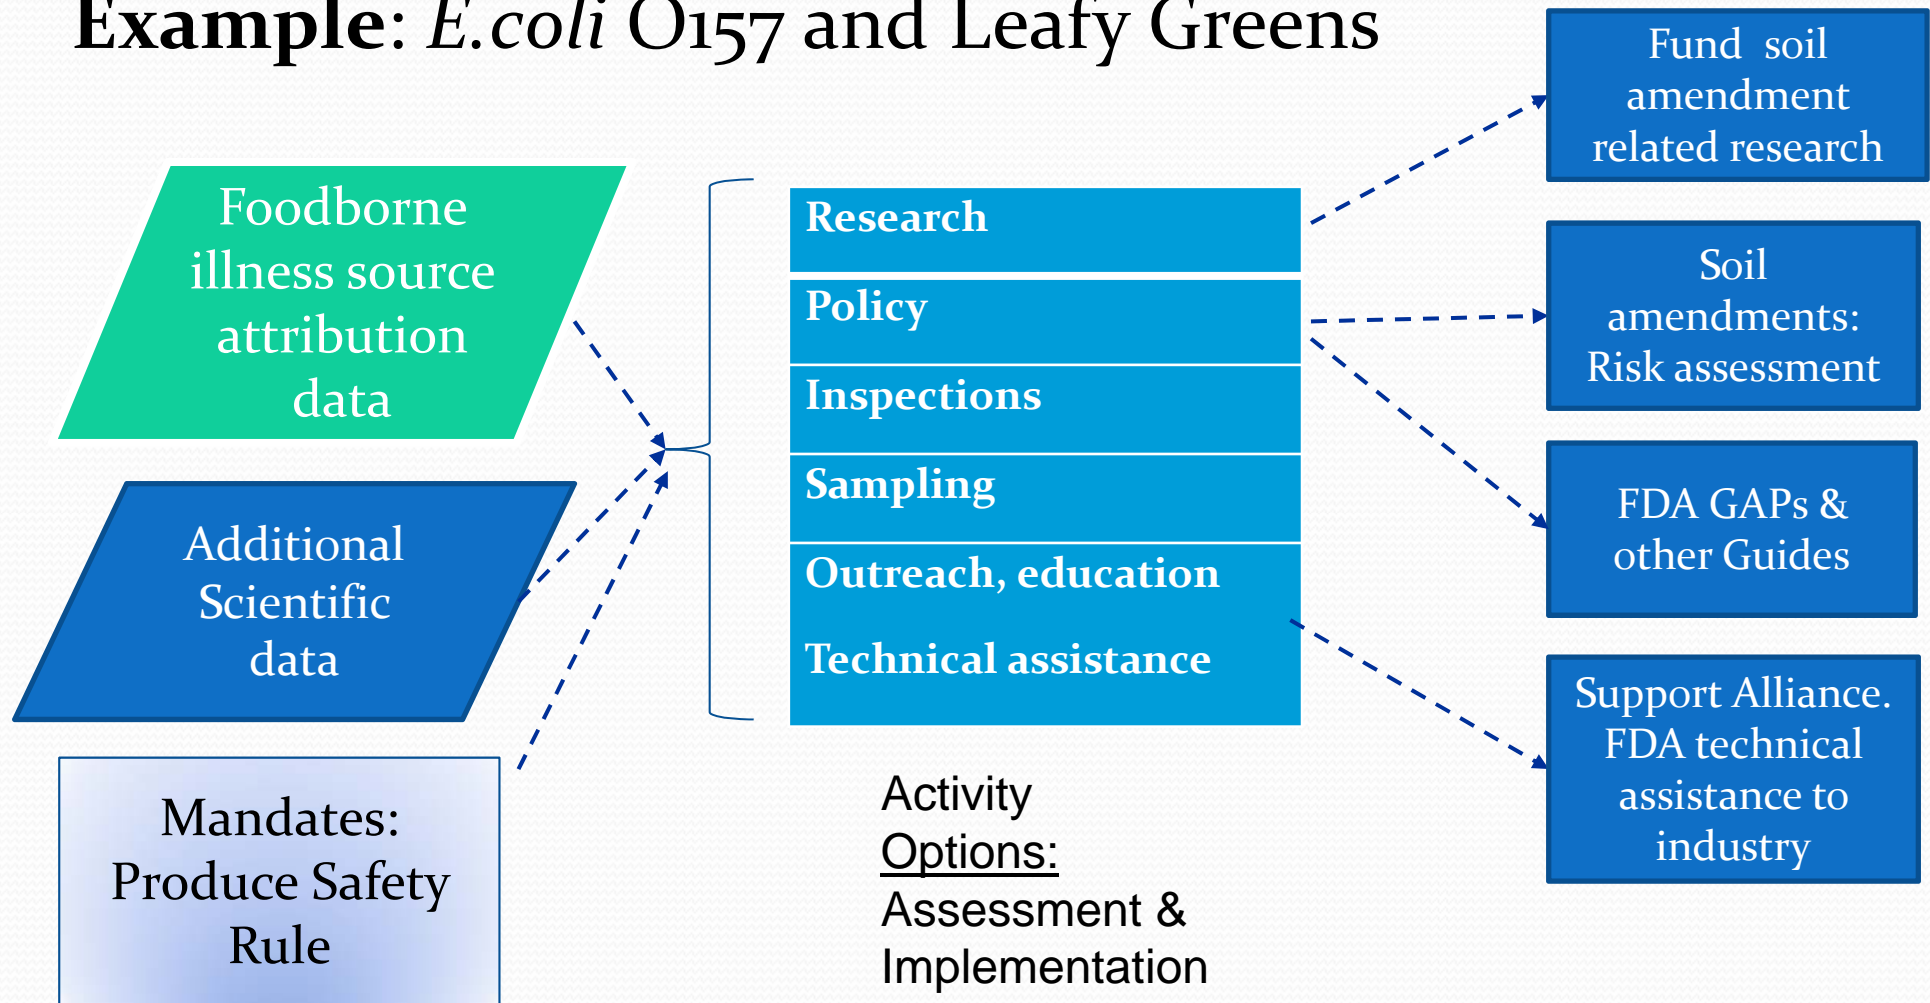 Example: E.coli O157 and Leafy Greens
Foodborne
illness source
attribution
data
Additional
Scientific
data
Mandates:
Produce Safety
Rule
Research
Policy
Inspections
Sampling
Outreach, education
Technical assistance
Activity
Options:
Assessment &
Implementation
Fund soil
amendment
related research
Soil
amendments:
Risk assessment
FDA GAPs &
other Guides
Support Alliance.
FDA technical
assistance to
industry